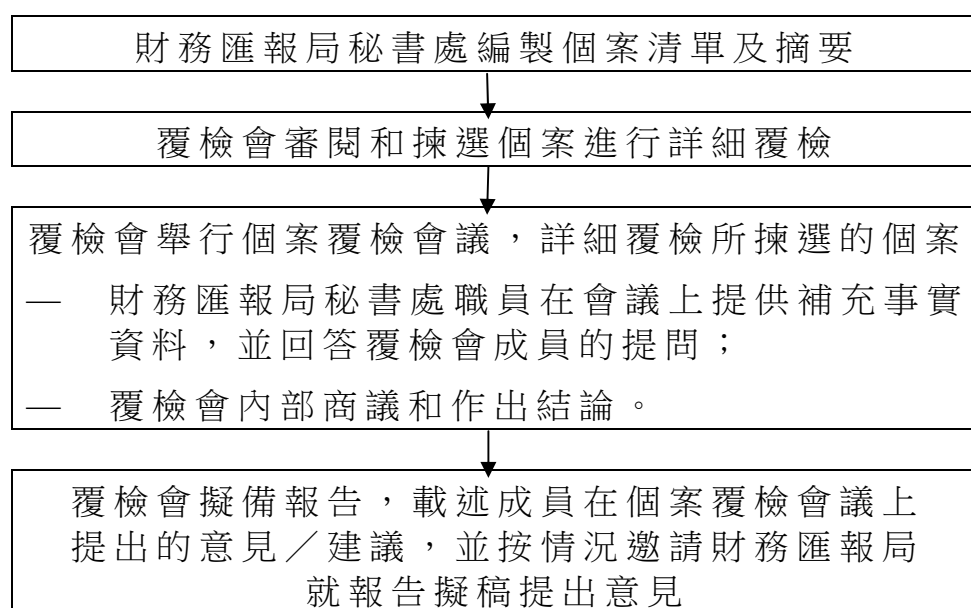 財務匯報局秘書處編製個案清單及摘要
覆檢會審閱和揀選個案進行詳細覆檢
覆檢會舉行個案覆檢會議，詳細覆檢所揀選的個案
— 財務匯報局秘書處職員在會議上提供補充事實
資料，並回答覆檢會成員的提問；
— 覆檢會內部商議和作出結論。
覆檢會擬備報告，載述成員在個案覆檢會議上
提出的意見／建議，並按情況邀請財務匯報局
就報告擬稿提出意見